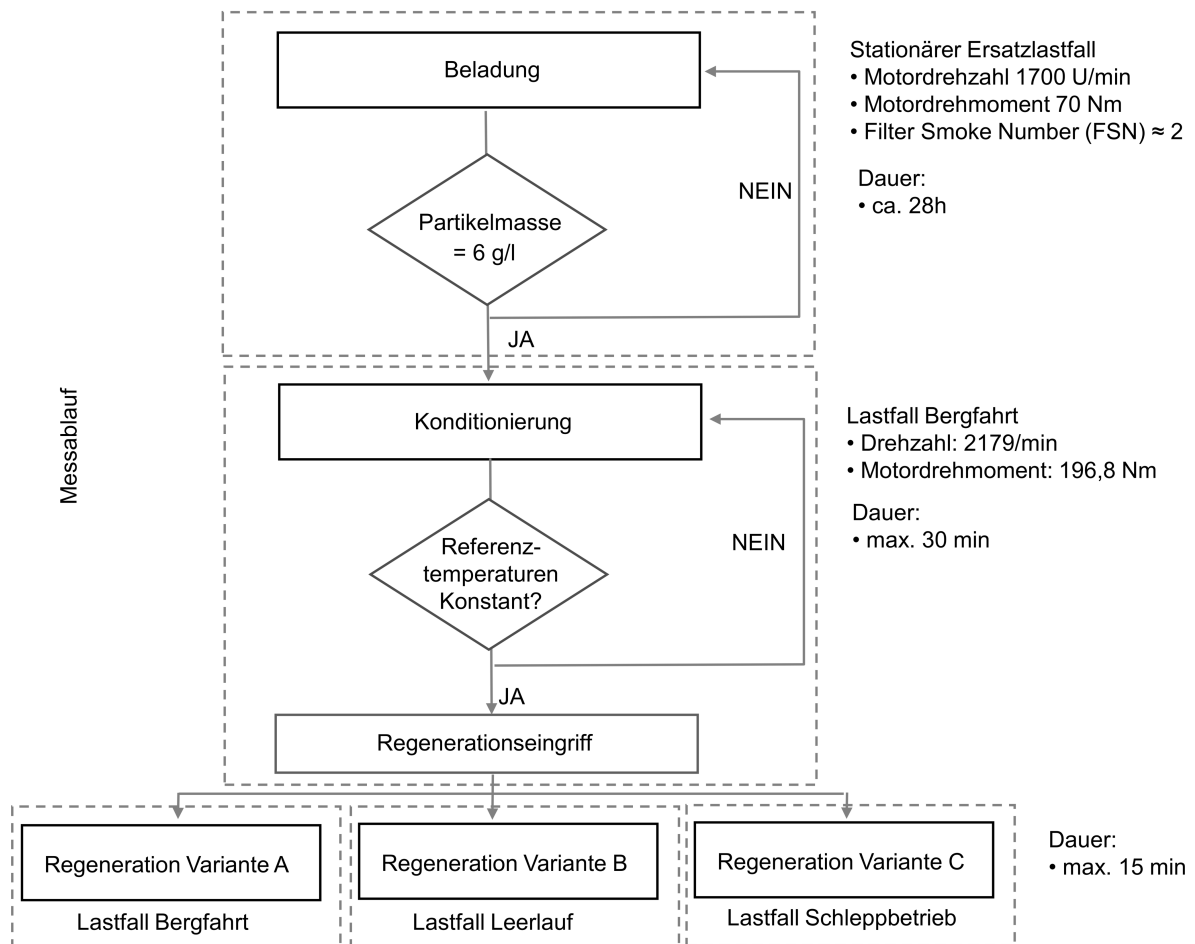 Messablauf
Beladung
Partikelmasse
= 6 g/l
NEIN
JA
Stationärer Ersatzlastfall
• Motordrehzahl 1700 U/min
• Motordrehmoment 70 Nm
• Filter Smoke Number (FSN) ≈ 2
Dauer:
• ca. 28h
Konditionierung
Referenz-
temperaturen
Konstant?
NEIN
JA
Regenerationseingriff
Lastfall Bergfahrt
• Drehzahl: 2179/min
• Motordrehmoment: 196,8 Nm
Dauer:
• max. 30 min
Regeneration Variante A
Lastfall Bergfahrt
Regeneration Variante B
Lastfall Leerlauf
Regeneration Variante C
Lastfall Schleppbetrieb
Dauer:
• max. 15 min